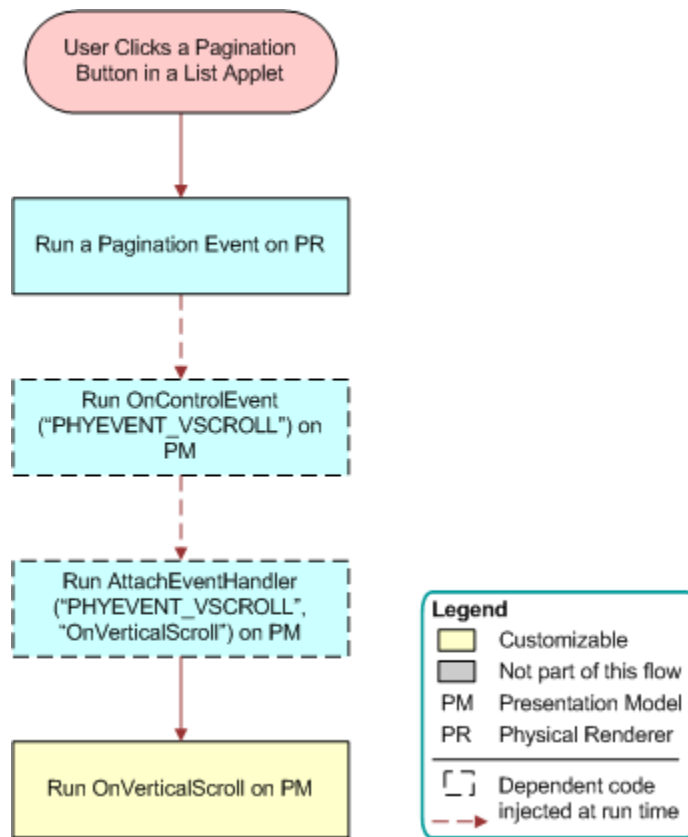 User Clicks a Pagination
Button in a List Applet
Run a Pagination Event on PR
Run OnControlEvent
(“PHYEVENT_VSCROLL”) on
PM
Run AttachEventHandler
(“PHYEVENT_VSCROLL”,
“OnVerticalScroll”) on PM
Run OnVerticalScroll on PM
Legend
Customizable
Not part of this flow
PM Presentation Model
PR Physical Renderer
Dependent code
injected at run time